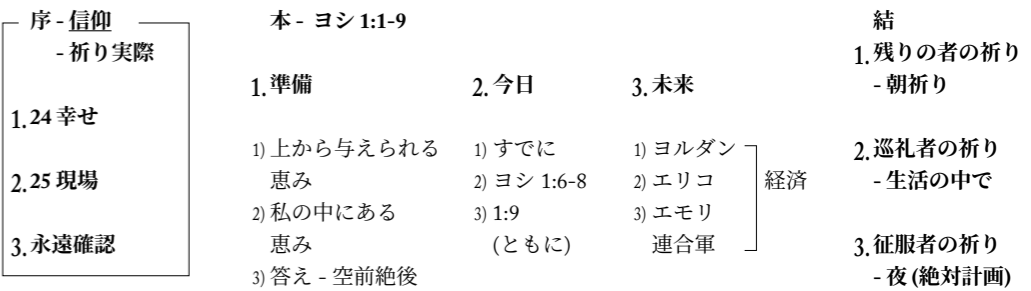 序 - 信仰
- 祈り実際
1. 24 幸せ
2. 25 現場
3. 永遠確認
本 - ヨシ 1:1-9
1. 準備
1) 上から与えられる
恵み
2) 私の中にある
恵み
3) 答え - 空前絶後
2. 今日
1) すでに
2) ヨシ 1:6-8
3) 1:9
(ともに)
3. 未来
1) ヨルダン
2) エリコ
3) エモリ
連合軍
経済
結
1. 残りの者の祈り
- 朝祈り
2. 巡礼者の祈り
- 生活の中で
3. 征服者の祈り
- 夜 (絶対計画)